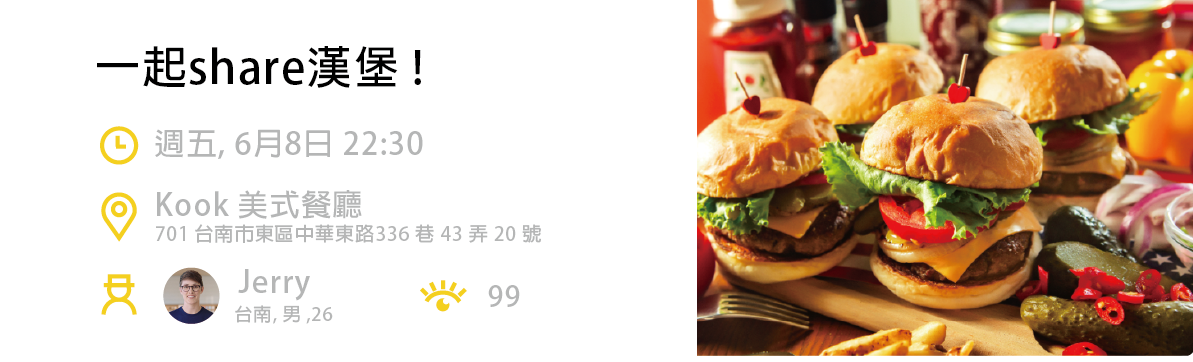 一起share漢堡！
週五, 6月8日 22:30
Kook 美式餐廳
701 台南市東區中華東路336 巷 43 弄 20 號
Jerry
台南, 男 ,26
99